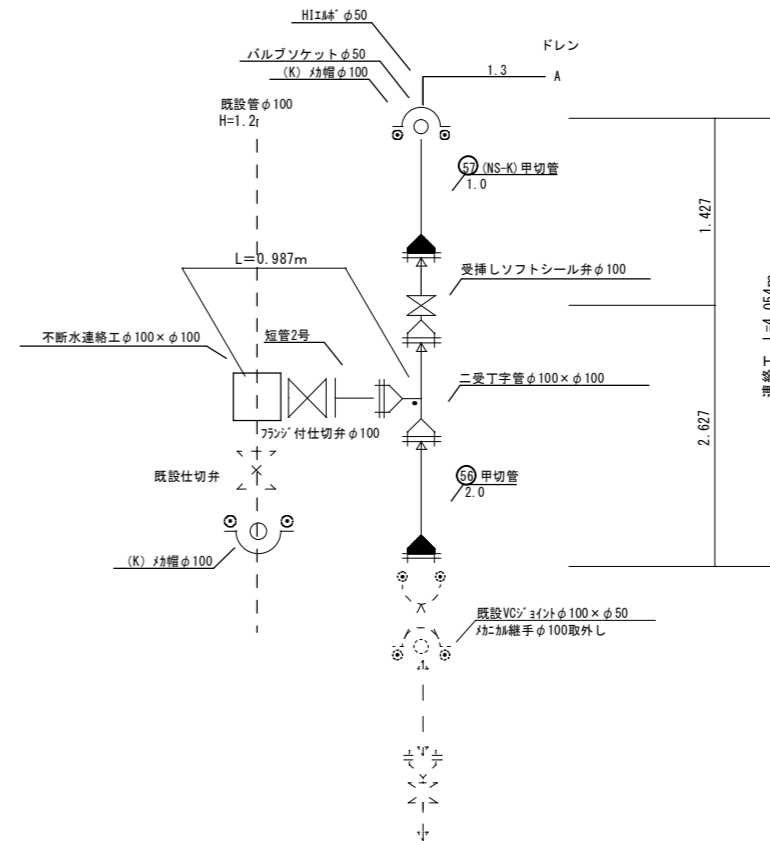 HIエルボφ50
ドレン
バルブソケットφ50
(K) メカ帽φ100
1.3
A
既設管φ100
H=1.2
57 (NS-K)甲切管
1.0
1.427
L=0.987m
受挿しソフトシール弁φ100
不断水連絡工φ100×φ100
短管2号
二受丁字管φ100×φ100
連絡工 L=4.054m
フランジ付仕切弁φ100
2.627
既設仕切弁
56 甲切管
2.0
(K) メカ帽φ100
既設VCジョイントφ100×φ50
メカニカル継手φ100取外し